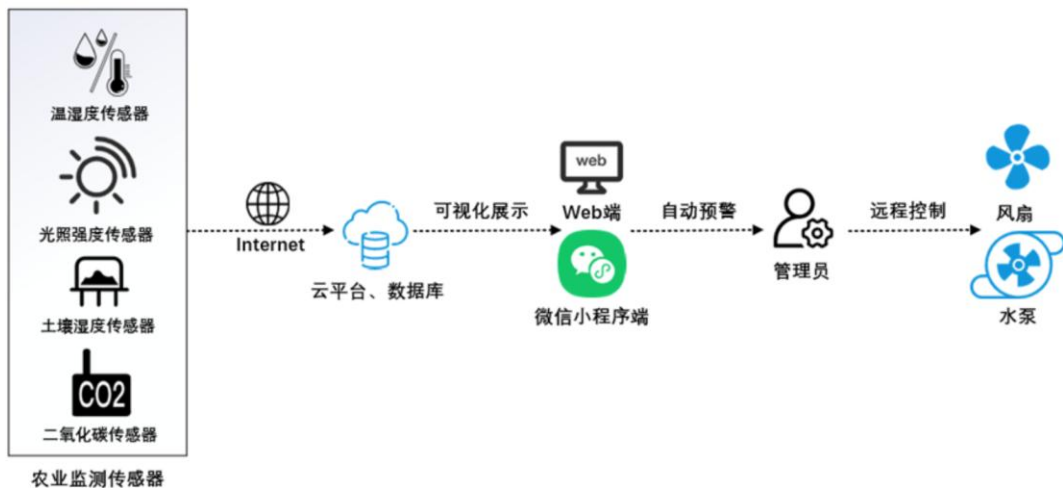 温湿度传感器
光照强度传感器
土壤湿度传感器
CO2
二氧化碳传感器
农业监测传感器
Internet
云平台、数据库
可视化展示
web
Web端
微信小程序端
自动预警
管理员
远程控制
风扇
水泵